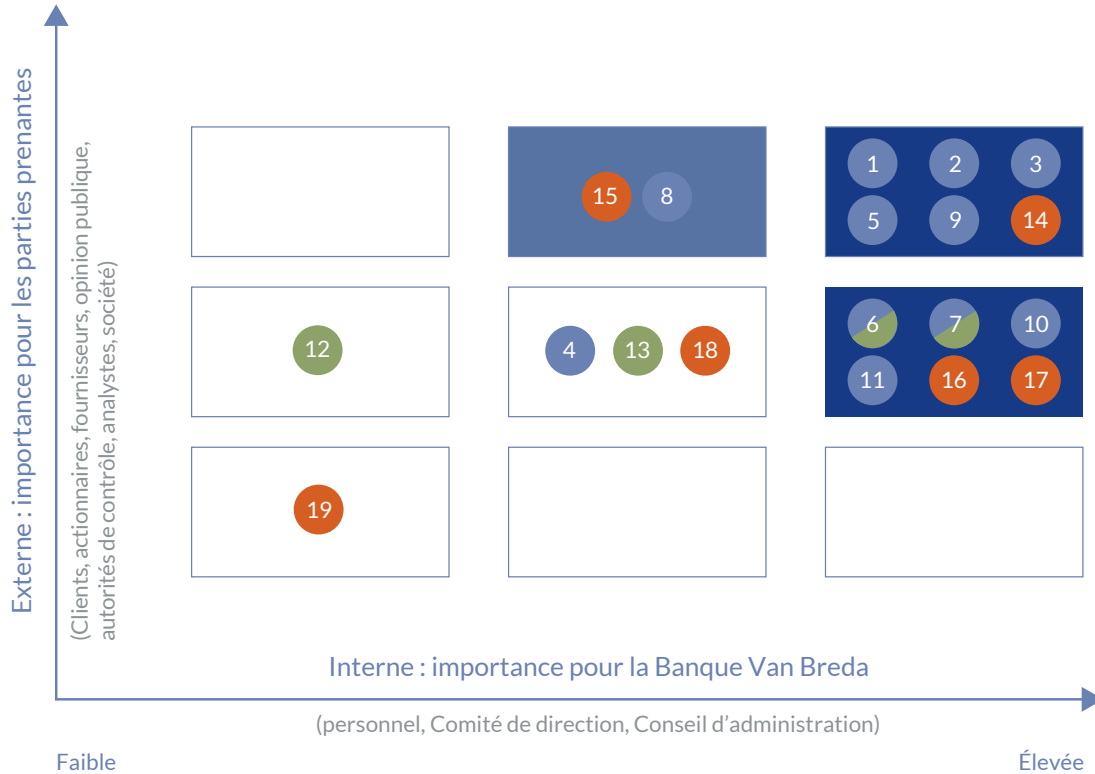 Externe : importance pour les parties prenantes
(Clients, actionnaires, fournisseurs, opinion publique,
autorités de contrôle, analystes, société)
15 8
1 2 3
5 9 14
12
4 13 18
6 7 10
11 16 17
19
Interne : importance pour la Banque Van Breda
(personnel, Comité de direction, Conseil d'administration)
Faible
Élevée